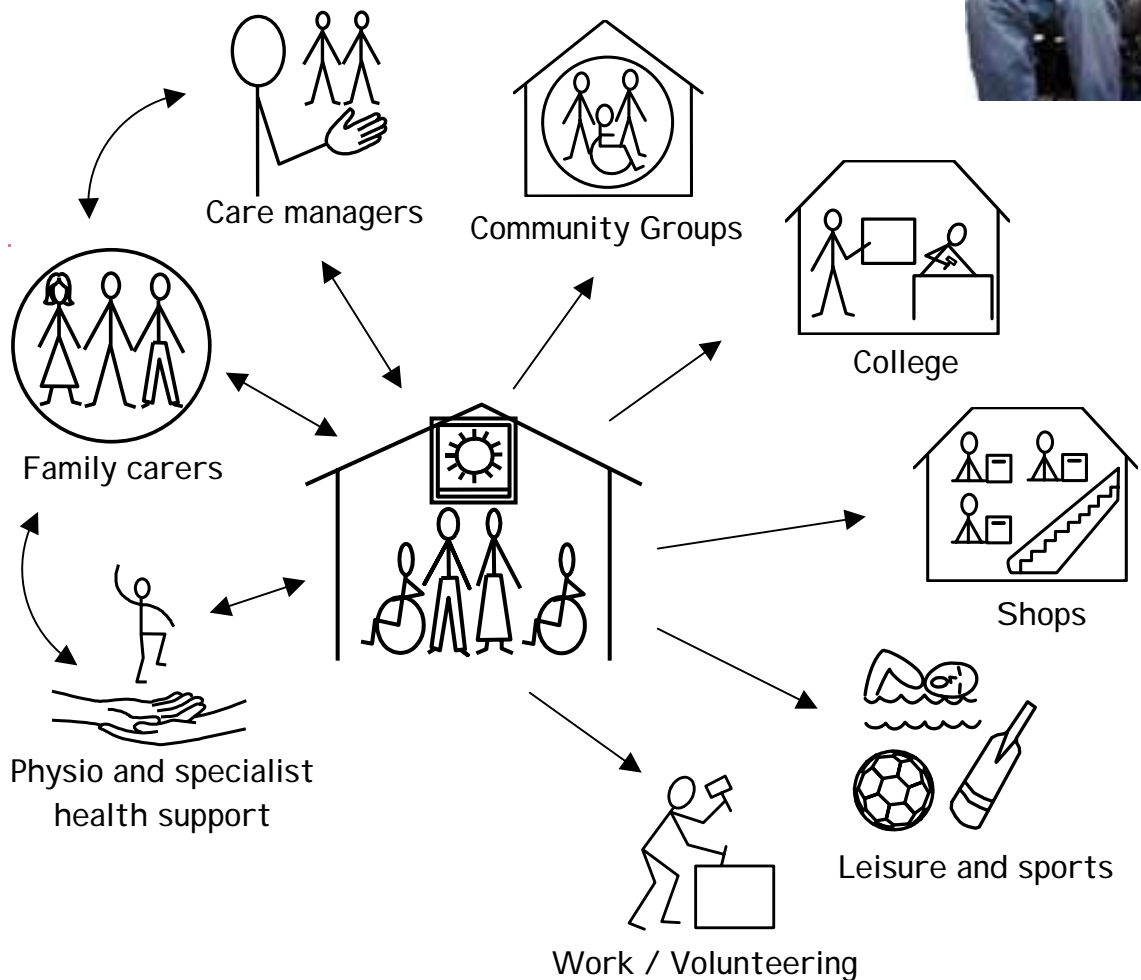 Care managers
Community Groups
College
Family carers
Shops
Physio and specialist
health support
Leisure and sports
Work / Volunteering